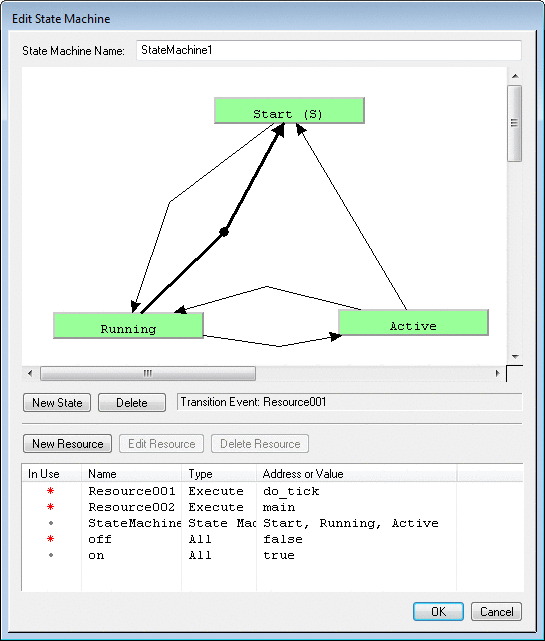 Edit State Machine
State Machine Name: StateMachine1
Start (S)
Running
Active
New State Delete Transition Event: Resource001
New Resource Edit Resource Delete Resource
In Use Name Type Address or Value
* Resource001 Execute do_tick
* Resource002 Execute main
StateMachine State Mac Start, Running, Active
* off All false
on All true
OK Cancel